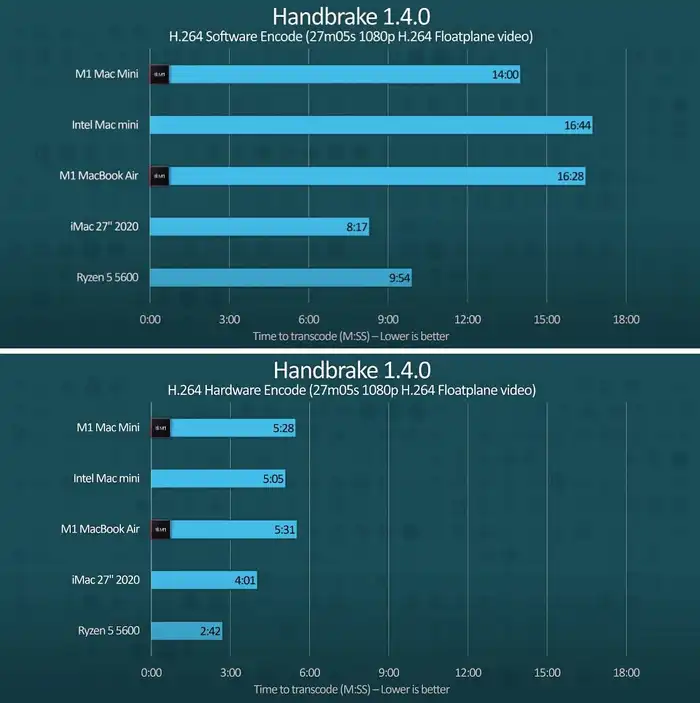 Handbrake 1.4.0
H.264 Software Encode (27m05s 1080p H.264 Floatplane video)
M1 Mac Mini
14:00
Intel Mac mini
16:44
M1 MacBook Air
16:28
iMac 27" 2020
8:17
Ryzen 5 5600
9:54
0:00 3:00 6:00 9:00 12:00 15:00 18:00
Time to transcode (M:SS) – Lower is better
Handbrake 1.4.0
H.264 Hardware Encode (27m05s 1080p H.264 Floatplane video)
M1 Mac Mini
5:28
Intel Mac mini
5:05
M1 MacBook Air
5:31
iMac 27" 2020
4:01
Ryzen 5 5600
2:42
0:00 3:00 6:00 9:00 12:00 15:00 18:00
Time to transcode (M:SS) – Lower is better